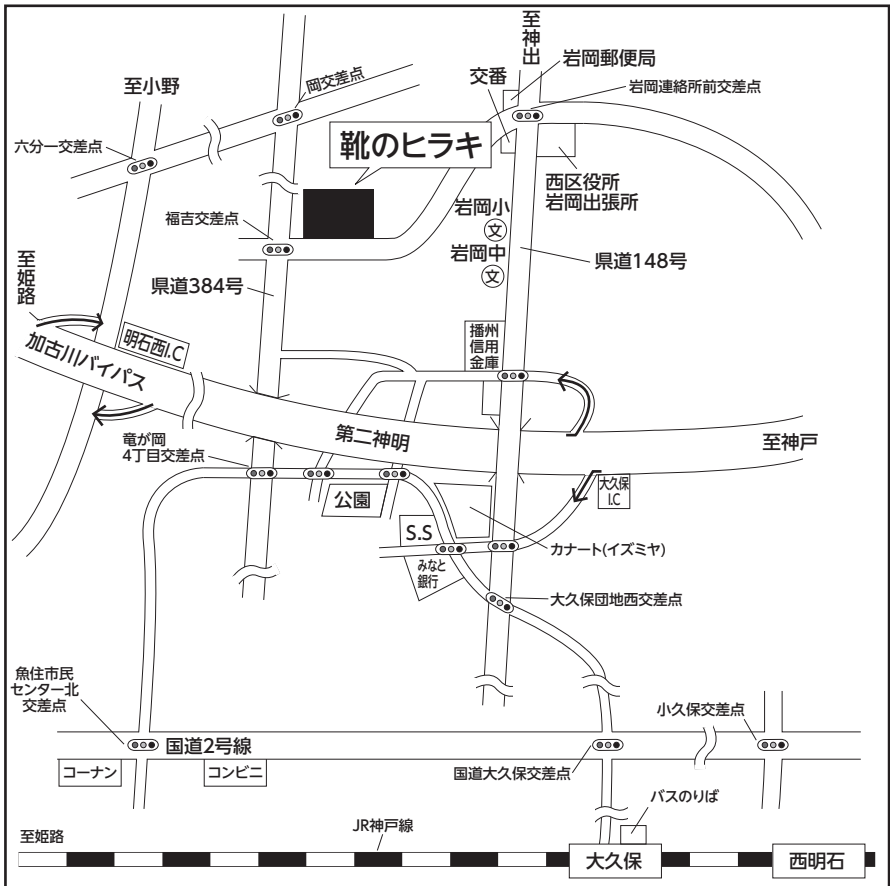 至神出
岩岡郵便局
交番
岡交差点
岩岡連絡所前交差点
至小野
六分一交差点
靴のヒラキ
西区役所
岩岡出張所
岩岡小
文
福吉交差点
岩岡中
文
県道148号
至姫路
県道384号
播州
信用
金庫
明石西I.C
加古川バイパス
第二神明
至神戸
竜が岡
4丁目交差点
大久保
I.C
公園
S.S
カナート(イズミヤ)
みなと
銀行
大久保団地西交差点
魚住市民
センター北
交差点
小久保交差点
国道2号線
コーナン
コンビニ
国道大久保交差点
バスのりば
JR神戸線
至姫路
大久保
西明石